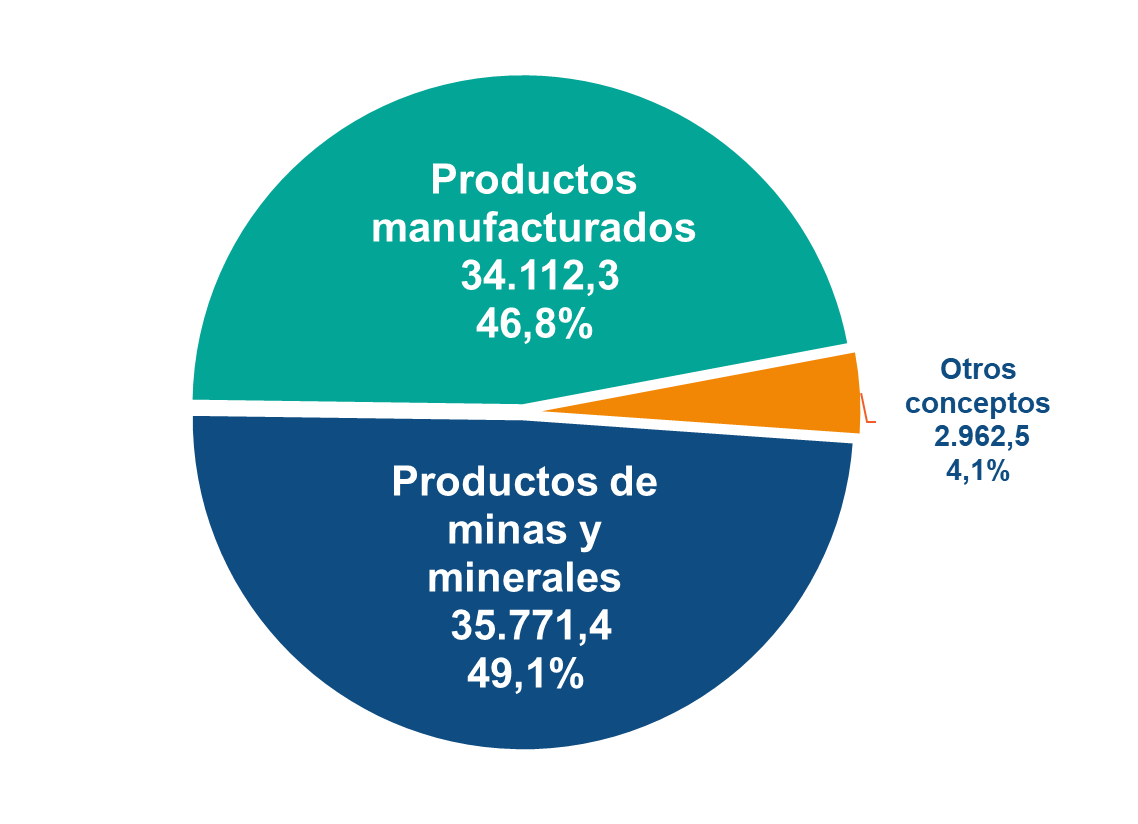 Productos
manufacturados
34.112,3
46,8%
Otros
conceptos
2.962,5
4,1%
Productos de
minas y
minerales
35.771,4
49,1%